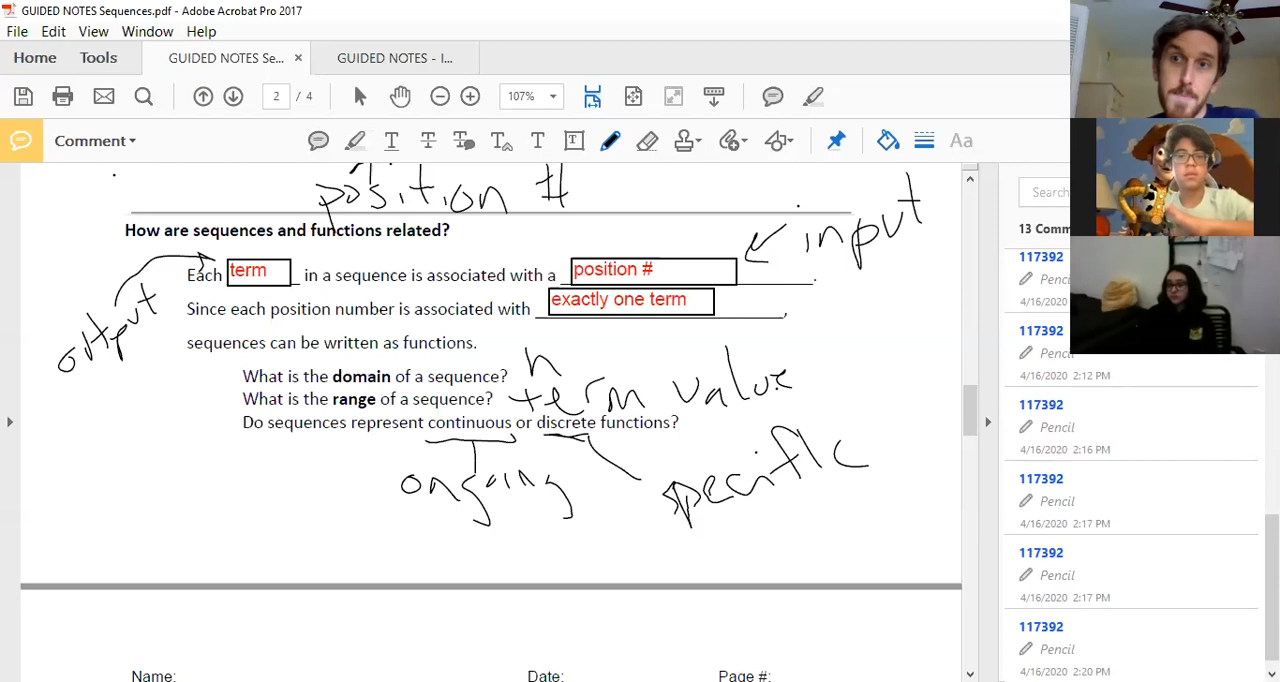 GUIDED NOTES Sequences.pdf - Adobe Acrobat Pro 2017
File Edit View Window Help
Home Tools GUIDED NOTES Se... × GUIDED NOTES - I...
2 / 4 107%
Comment
Aa
position #
How are sequences and functions related?
input
Each term in a sequence is associated with a position # .
Since each position number is associated with exactly one term ,
output
sequences can be written as functions.
What is the domain of a sequence? n
What is the range of a sequence? term value
Do sequences represent continuous or discrete functions?
ongoing specific
Name: Date: Page #:
Search
13 Comm
117392
Pencil
117392
Pencil
4/16/2020 2:12 PM
117392
Pencil
4/16/2020 2:16 PM
117392
Pencil
4/16/2020 2:17 PM
117392
Pencil
4/16/2020 2:17 PM
117392
Pencil
4/16/2020 2:20 PM